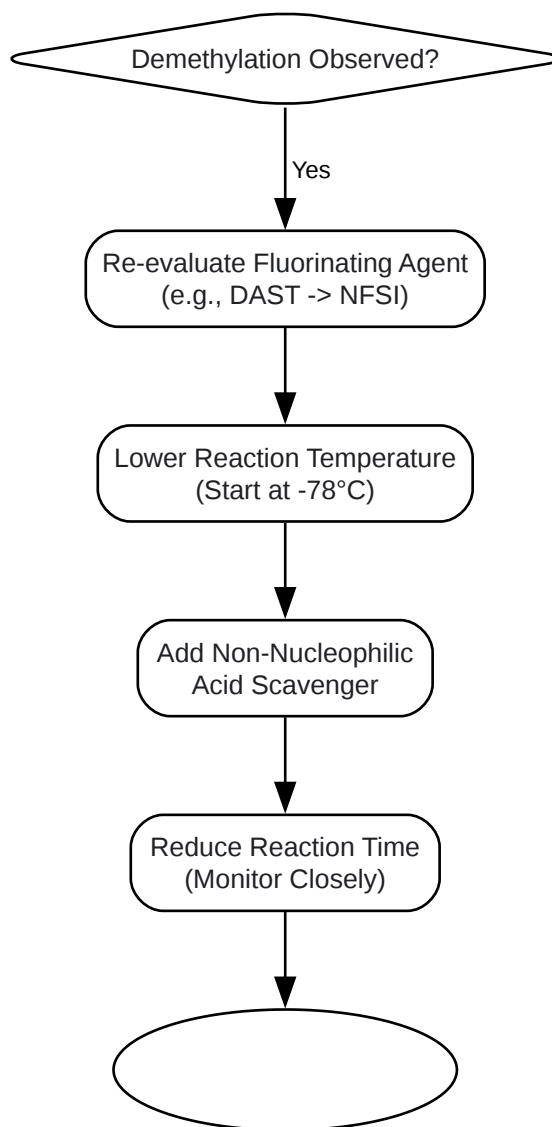 Demethylation Observed?
Yes
Re-evaluate Fluorinating Agent
(e.g., DAST -> NFSI)
Lower Reaction Temperature
(Start at -78°C)
Add Non-Nucleophilic
Acid Scavenger
Reduce Reaction Time
(Monitor Closely)